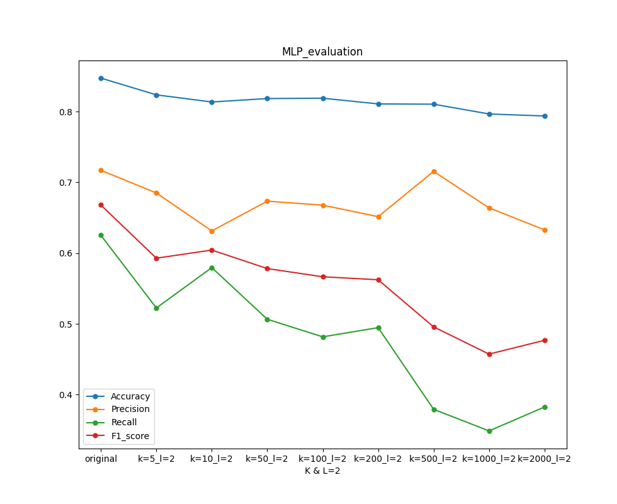 MLP_evaluation
0.8
0.7
0.6
0.5
0.4
Accuracy
Precision
Recall
F1_score
original k=5_l=2 k=10_l=2 k=50_l=2 k=100_l=2 k=200_l=2 k=500_l=2 k=1000_l=2 k=2000_l=2
K & L=2